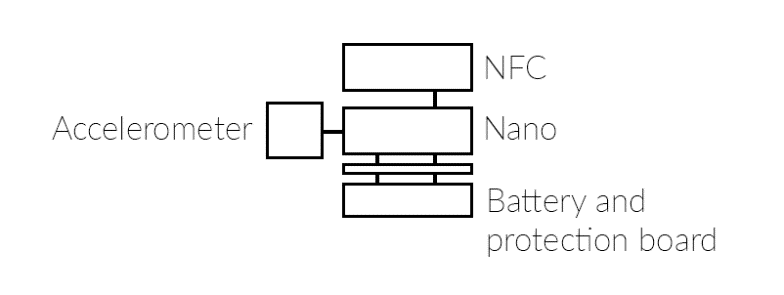 NFC
Accelerometer
Nano
Battery and
protection board